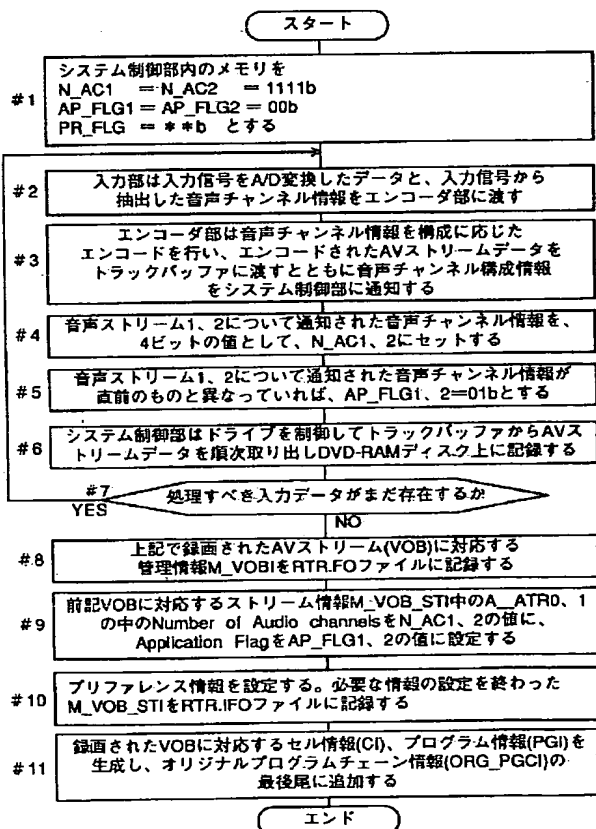 スタート
#1
システム制御部内のメモリを
N_AC1 =N_AC2 =1111b
AP_FLG1=AP_FLG2=00b
PR_FLG =**b とする
#2
入力部は入力信号をA/D変換したデータと、入力信号から
抽出した音声チャンネル情報をエンコーダ部に渡す
#3
エンコーダ部は音声チャンネル情報を構成に応じた
エンコードを行い、エンコードされたAVストリームデータを
トラックバッファに渡すとともに音声チャンネル構成情報
をシステム制御部に通知する
#4
音声ストリーム1、2について通知された音声チャンネル情報を、
4ビットの値として、N_AC1、2にセットする
#5
音声ストリーム1、2について通知された音声チャンネル情報が
直前のものと異なっていれば、AP_FLG1、2=01bとする
#6
システム制御部はドライブを制御してトラックバッファからAVス
トリームデータを順次取り出しDVD-RAMディスク上に記録する
#7
YES
処理すべき入力データがまだ存在するか
NO
#8
上記で録画されたAVストリーム(VOB)に対応する
管理情報M_VOBIをRTR.IFOファイルに記録する
#9
前記VOBに対応するストリーム情報M_VOB_STI中のA__ATR0、1
の中のNumber of Audio channelsをN_AC1、2の値に、
Application FlagをAP_FLG1、2の値に設定する
#10
プリファレンス情報を設定する。必要な情報の設定を終わった
M_VOB_STIをRTR.IFOファイルに記録する
#11
録画されたVOBに対応するセル情報(CI)、プログラム情報(PGI)を
生成し、オリジナルプログラムチェーン情報(ORG_PGCI)の
最後尾に追加する
エンド